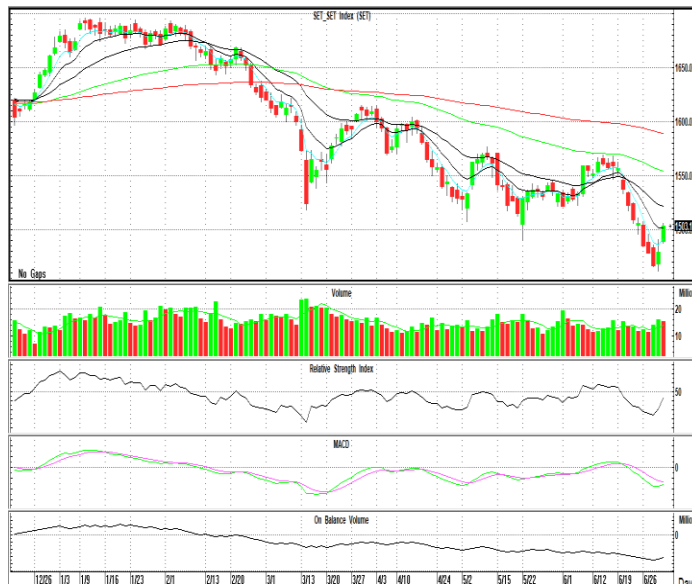 SET_SET Index (SET)
1650.0
1600.0
1550.0
1503.1
No Gaps
Volume
Millio
20
10
Relative Strength Index
50
MACD
0
On Balance Volume
Millio
0
12/26 1/3 1/9 1/16 1/23 2/1 2/13 2/20 3/1 3/13 3/20 3/27 4/3 4/10 4/24 5/2 5/15 5/22 6/1 6/12 6/19 6/26